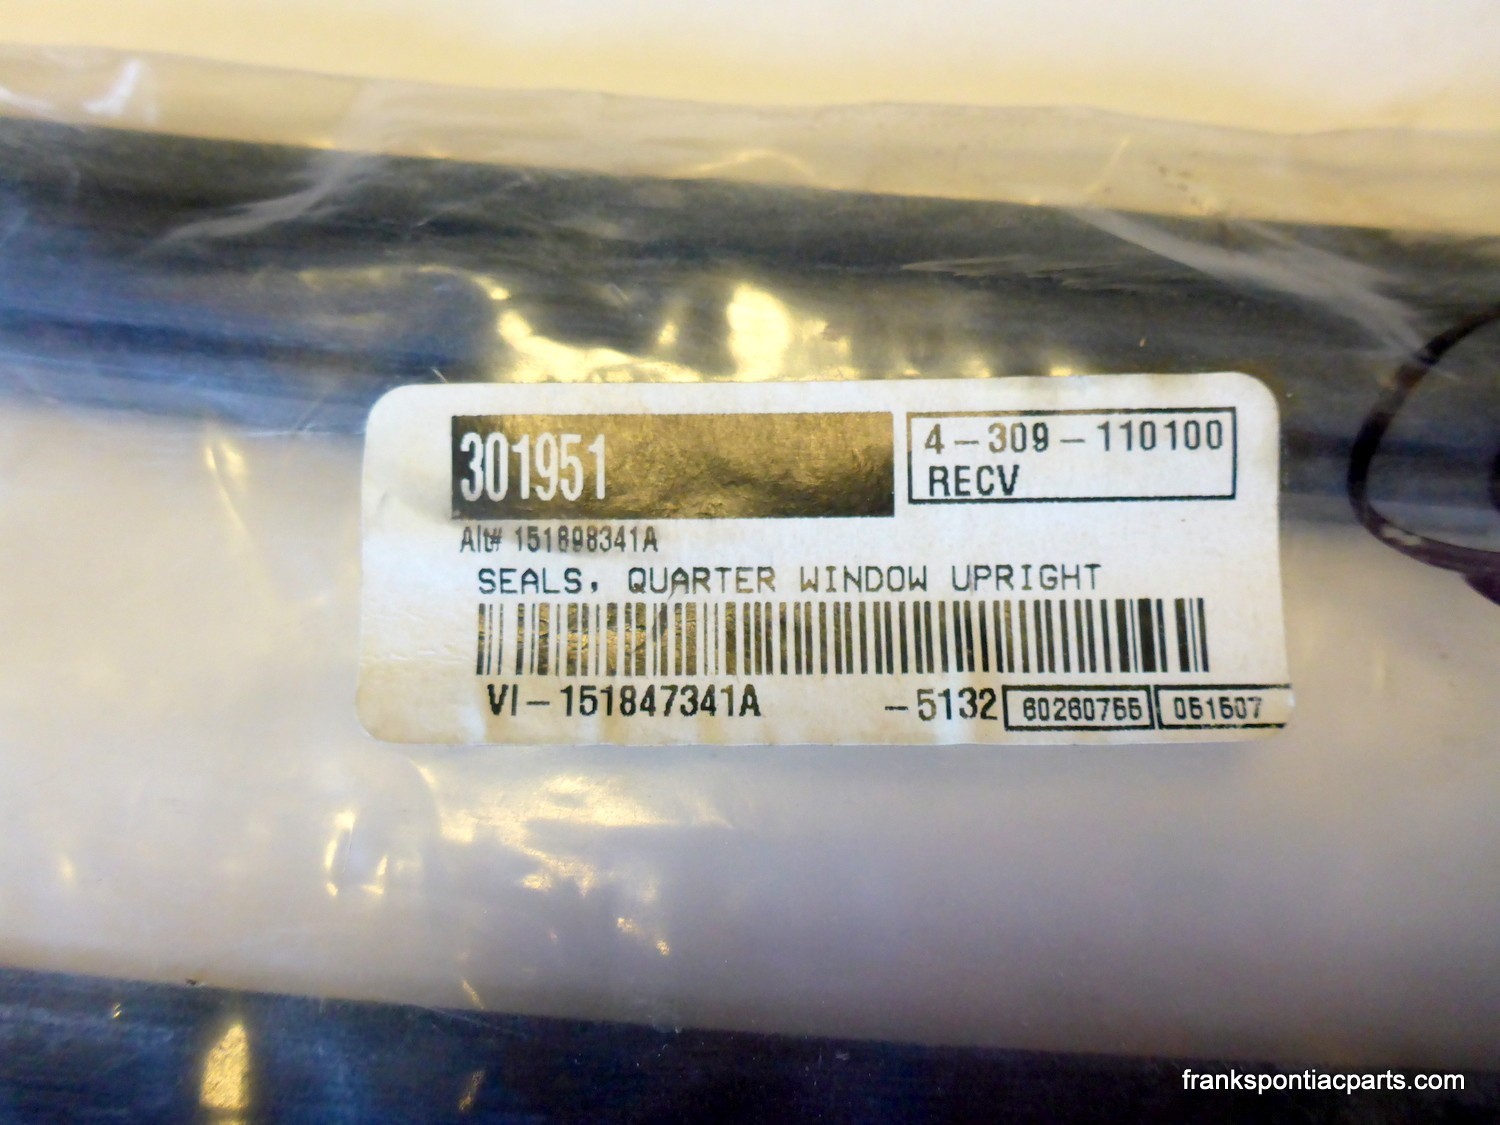 301951
4-309-110100
RECV
Alt# 151898341A
SEALS, QUARTER WINDOW UPRIGHT
VI-151847341A -5132 60260766 061607
frankspontiacparts.com